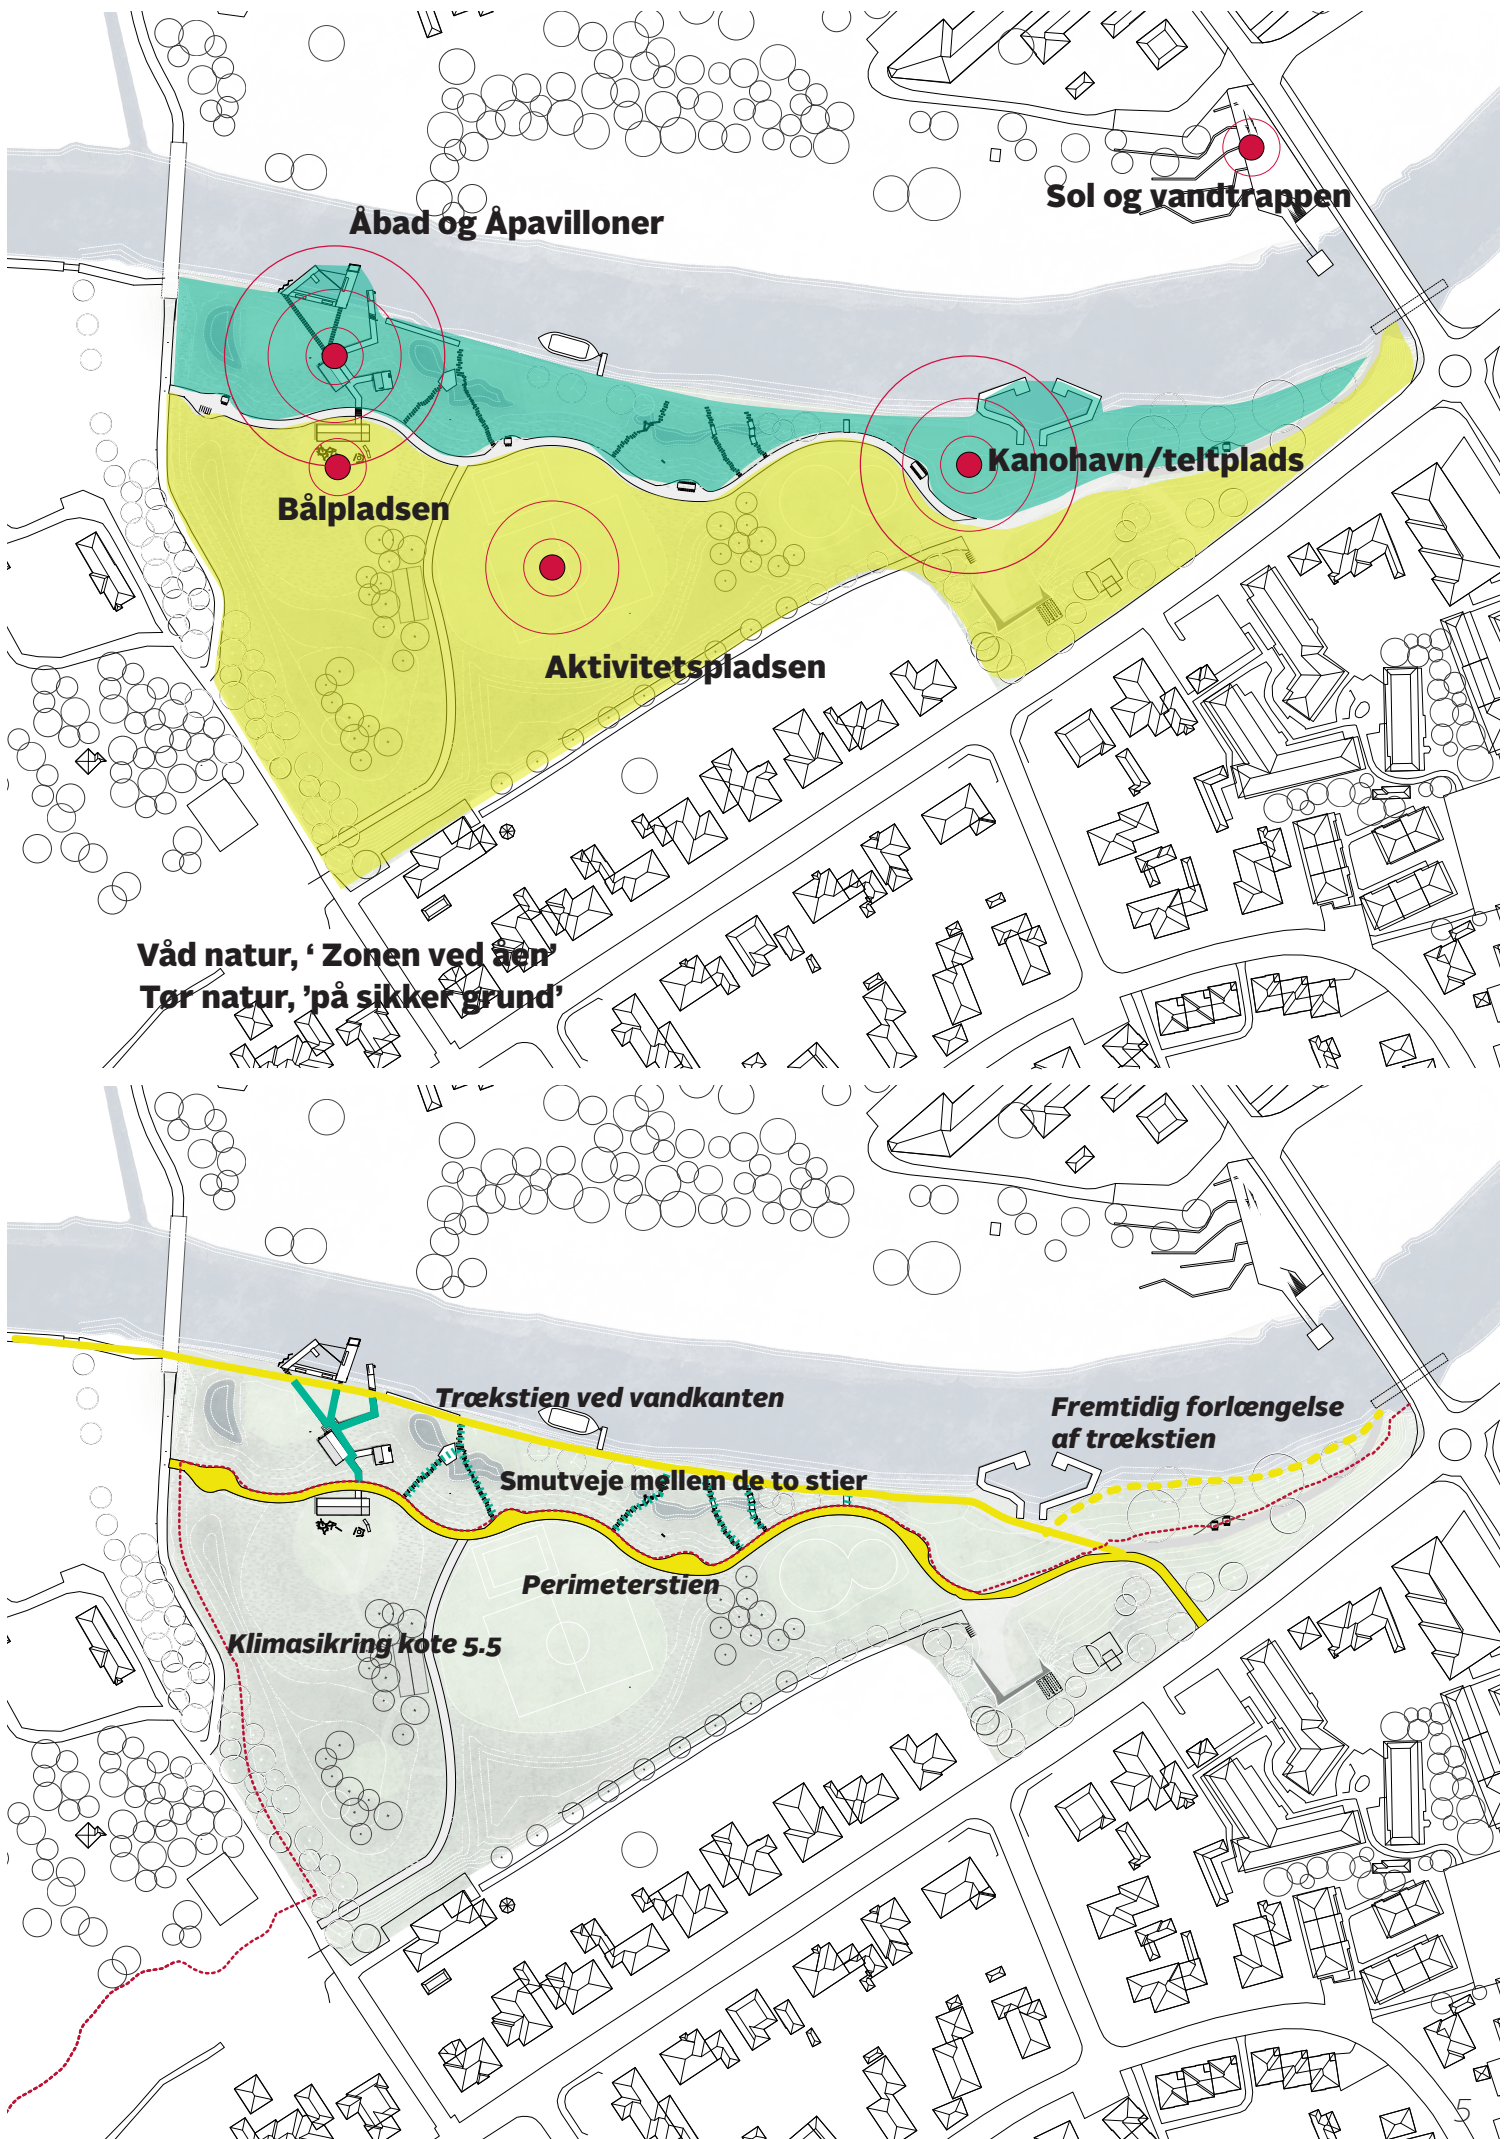 Sol og vandtrappen
Åbad og Åpavilloner
Kanohavn/teltplads
Bålpladsen
Aktivitetspladsen
Våd natur, ‘ Zonen ved åen’
Tør natur, ’på sikker grund’
Trækstien ved vandkanten
Fremtidig forlængelse
af trækstien
Smutveje mellem de to stier
Perimeterstien
Klimasikring kote 5.5
5